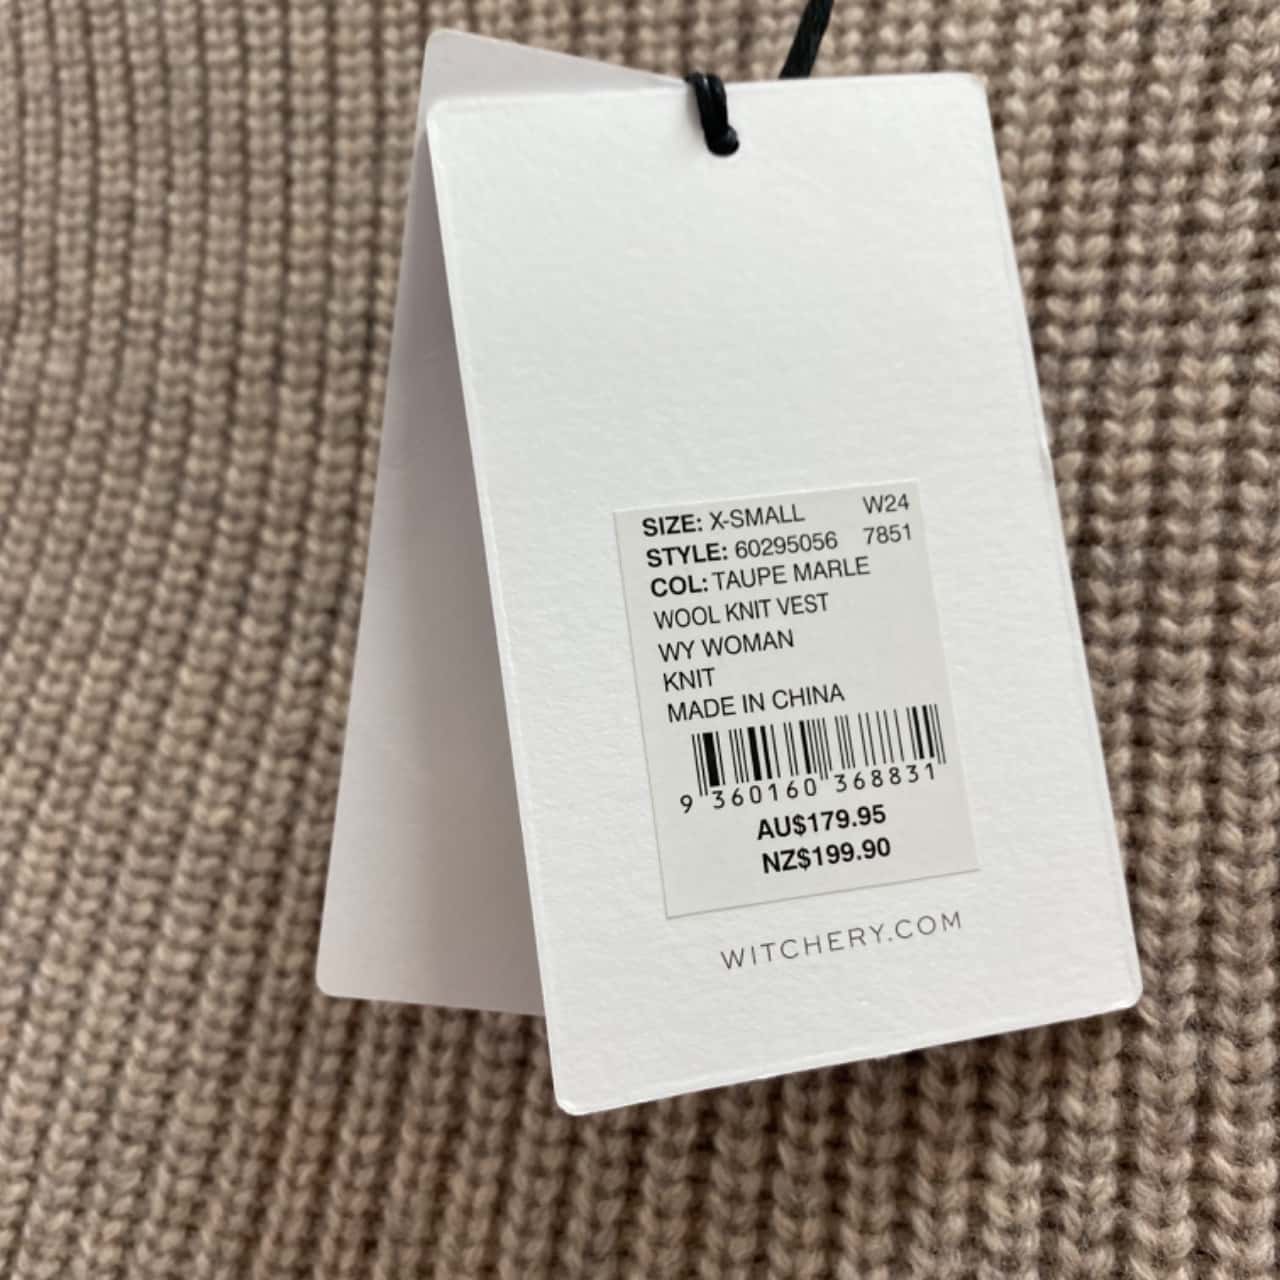 SIZE: X-SMALL W24
STYLE: 60295056 7851
COL: TAUPE MARLE
WOOL KNIT VEST
WY WOMAN
KNIT
MADE IN CHINA
9 360160 368831
AU$179.95
NZ$199.90
WITCHERY.COM